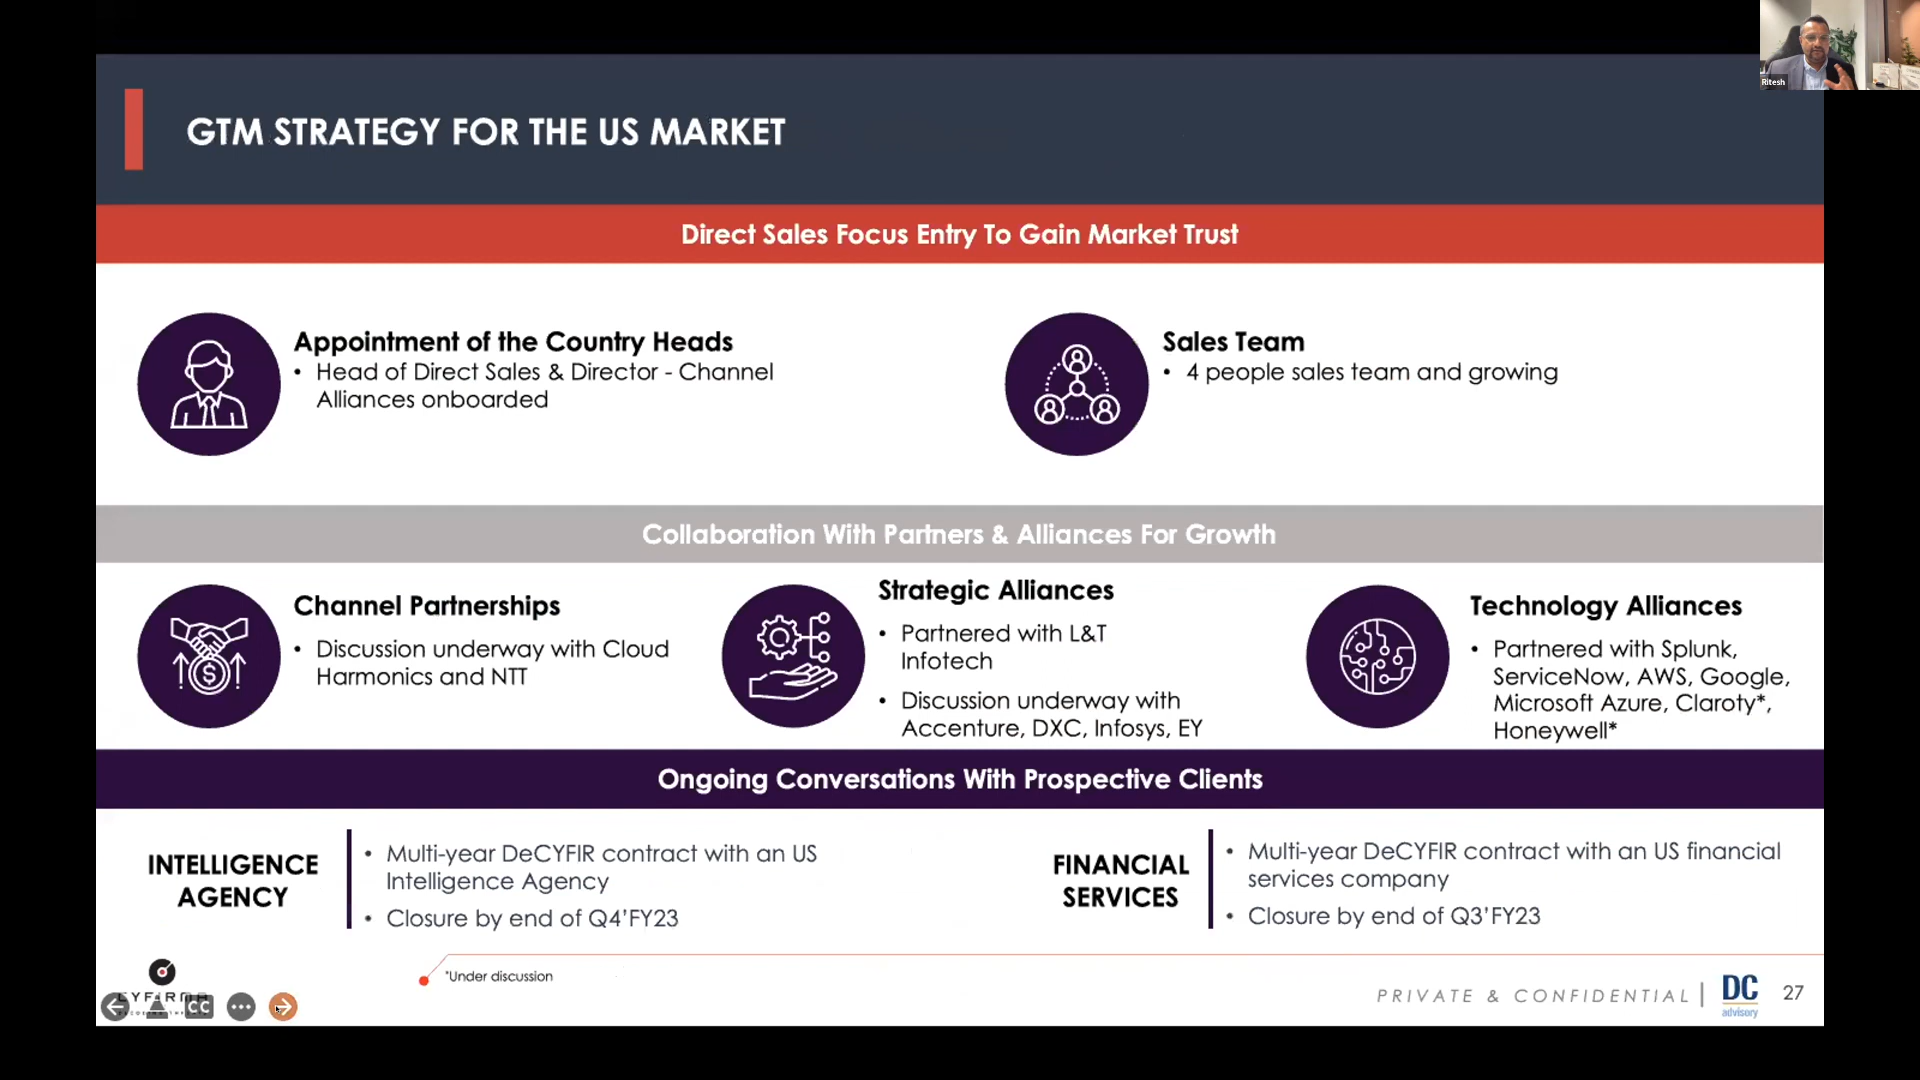 Ritesh
GTM STRATEGY FOR THE US MARKET
Direct Sales Focus Entry To Gain Market Trust
Appointment of the Country Heads
• Head of Direct Sales & Director - Channel
Alliances onboarded
Sales Team
• 4 people sales team and growing
Collaboration With Partners & Alliances For Growth
Channel Partnerships
• Discussion underway with Cloud
Harmonics and NTT
Strategic Alliances
• Partnered with L&T
Infotech
• Discussion underway with
Accenture, DXC, Infosys, EY
Technology Alliances
• Partnered with Splunk,
ServiceNow, AWS, Google,
Microsoft Azure, Claroty*,
Honeywell*
Ongoing Conversations With Prospective Clients
INTELLIGENCE
AGENCY
• Multi-year DeCYFIR contract with an US
Intelligence Agency
• Closure by end of Q4'FY23
FINANCIAL
SERVICES
• Multi-year DeCYFIR contract with an US financial
services company
• Closure by end of Q3'FY23
*Under discussion
CYFIRMA
CC
PRIVATE & CONFIDENTIAL
DC
advisory
27